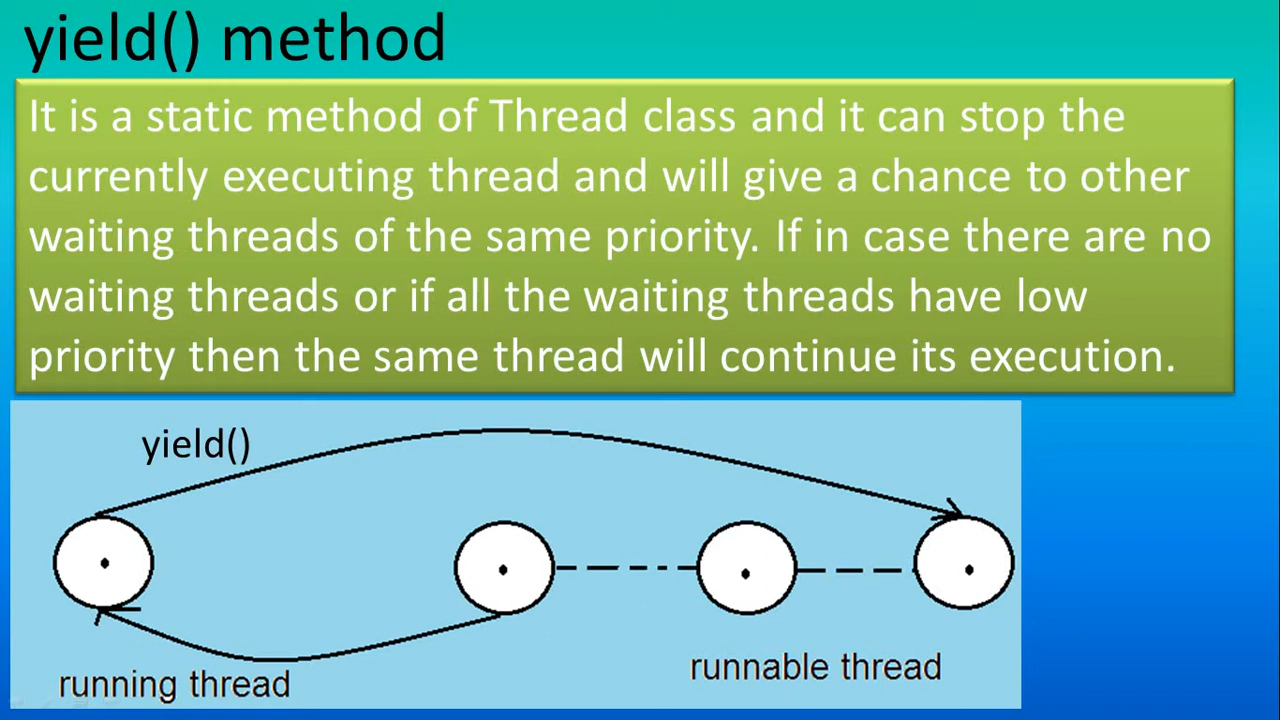 yield() method
It is a static method of Thread class and it can stop the
currently executing thread and will give a chance to other
waiting threads of the same priority. If in case there are no
waiting threads or if all the waiting threads have low
priority then the same thread will continue its execution.
yield()
running thread
runnable thread